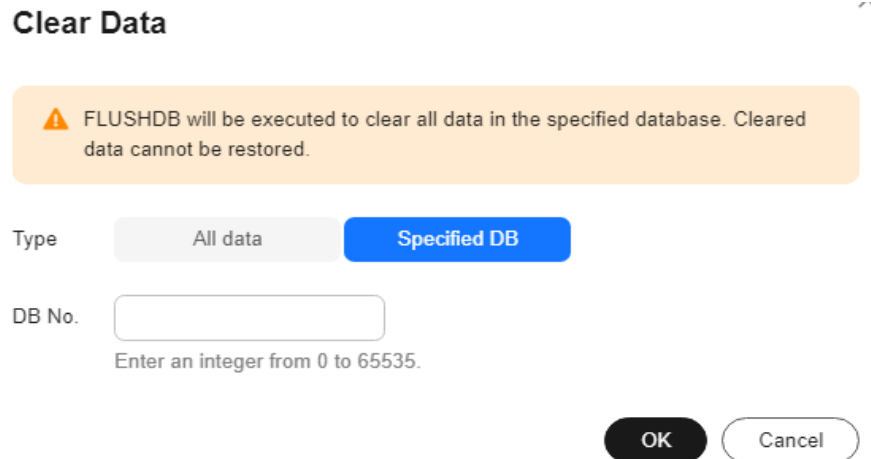 Clear Data
FLUSHDB will be executed to clear all data in the specified database. Cleared
data cannot be restored.
Type All data Specified DB
DB No.
Enter an integer from 0 to 65535.
OK Cancel